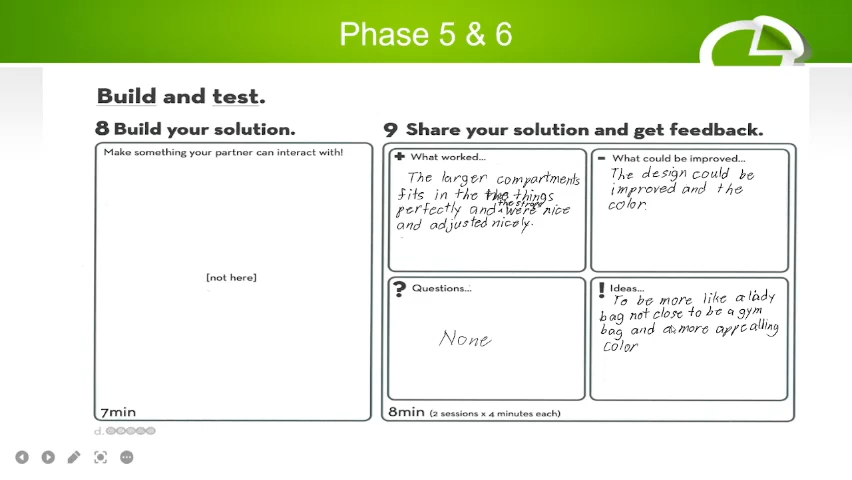 Phase 5 & 6
Build and test.
8 Build your solution.
Make something your partner can interact with!
[not here]
7min
9 Share your solution and get feedback.
+ What worked...
The larger compartments
fits in the the things
perfectly and the straps were nice
and adjusted nicely.
- What could be improved...
The design could be
improved and the
color.
? Questions...
None
! Ideas...
To be more like a lady
bag not close to be a gym
bag and a more appealling
color
8min (2 sessions x 4 minutes each)
d.